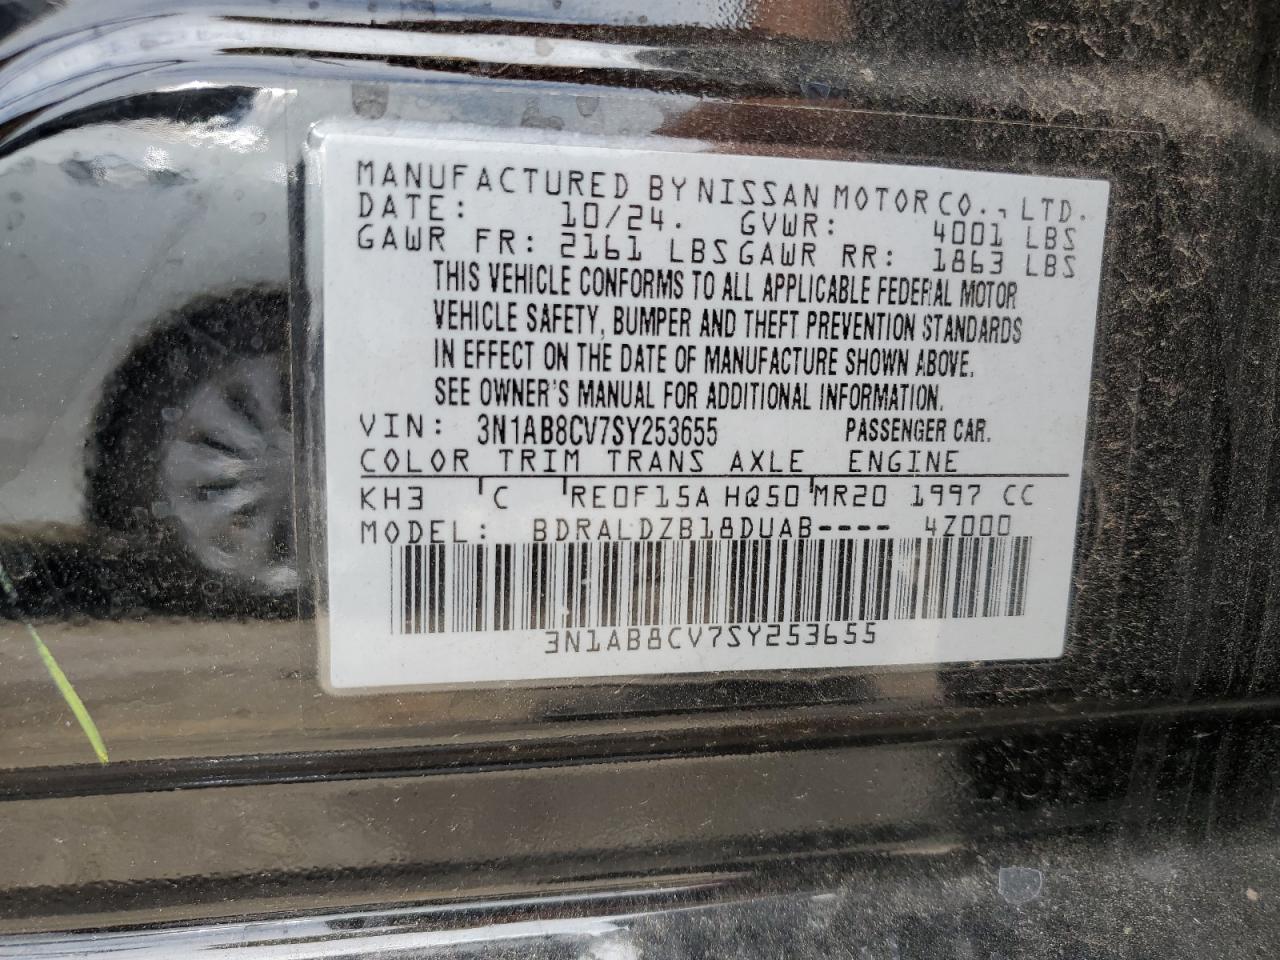 MANUFACTURED BY NISSAN MOTOR CO., LTD.
DATE: 10/24. GVWR: 4001 LBS
GAWR FR: 2161 LBS GAWR RR: 1863 LBS
THIS VEHICLE CONFORMS TO ALL APPLICABLE FEDERAL MOTOR
VEHICLE SAFETY, BUMPER AND THEFT PREVENTION STANDARDS
IN EFFECT ON THE DATE OF MANUFACTURE SHOWN ABOVE.
SEE OWNER'S MANUAL FOR ADDITIONAL INFORMATION.
VIN: 3N1AB8CV7SY253655 PASSENGER CAR.
COLOR TRIM TRANS AXLE ENGINE
KH3 C RE0F15A HQ50 MR20 1997 CC
MODEL: BDRALDZB18DUAB---- 4Z000
3N1AB8CV7SY253655